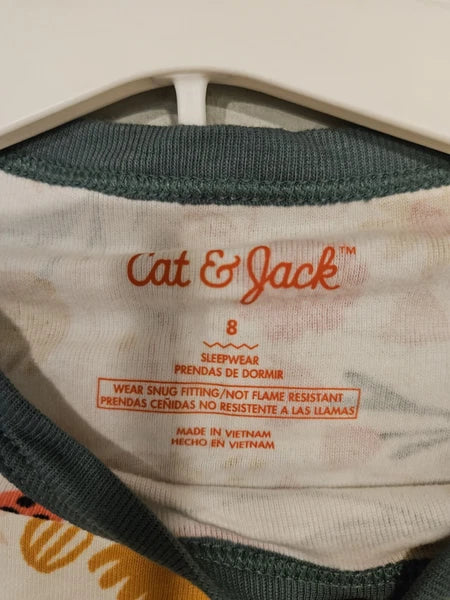 Cat & Jack™
8
SLEEPWEAR
PRENDAS DE DORMIR
WEAR SNUG FITTING/NOT FLAME RESISTANT
PRENDAS CEÑIDAS NO RESISTENTE A LAS LLAMAS
MADE IN VIETNAM
HECHO EN VIETNAM